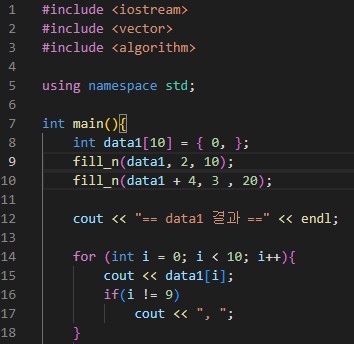 1 #include <iostream>
2 #include <vector>
3 #include <algorithm>
4
5 using namespace std;
6
7 int main(){
8     int data1[10] = { 0, };
9     fill_n(data1, 2, 10);
10     fill_n(data1 + 4, 3 , 20);
11
12     cout << "== data1 결과 ==" << endl;
13
14     for (int i = 0; i < 10; i++){
15         cout << data1[i];
16         if(i != 9)
17             cout << ", ";
18     }